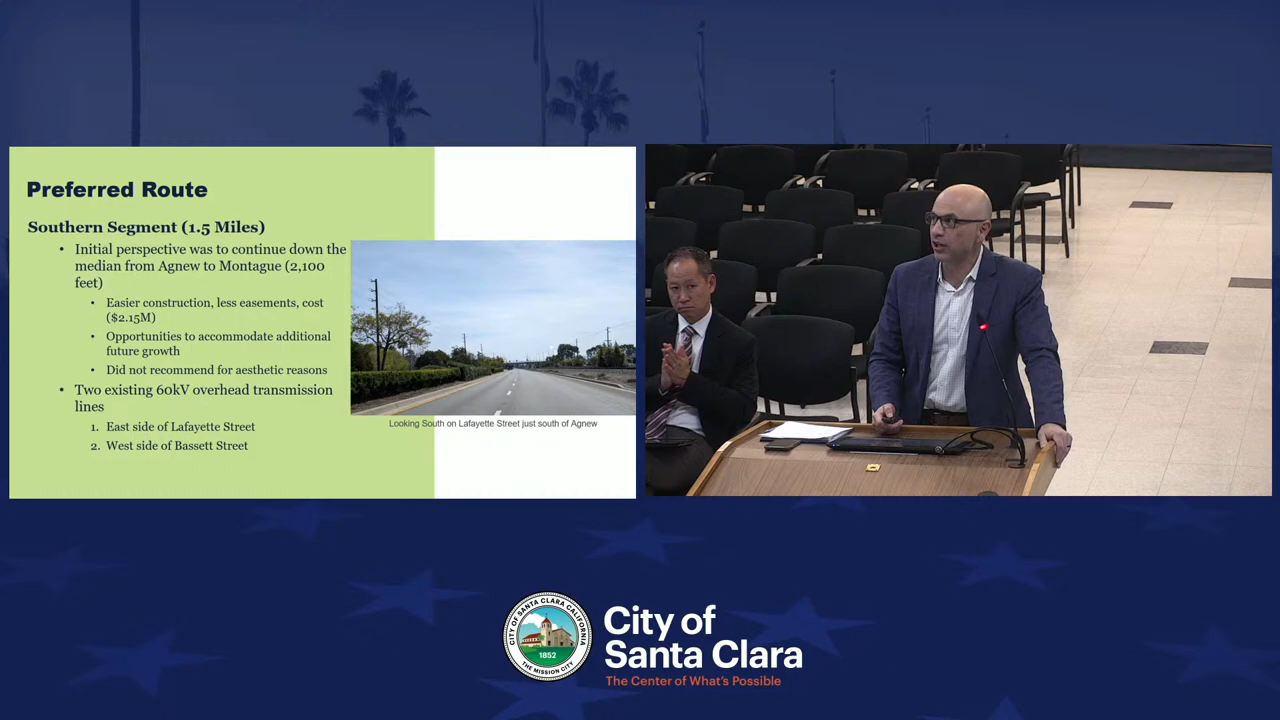 Preferred Route
Southern Segment (1.5 Miles)
• Initial perspective was to continue down the
median from Agnew to Montague (2,100
feet)
• Easier construction, less easements, cost
($2.15M)
• Opportunities to accommodate additional
future growth
• Did not recommend for aesthetic reasons
• Two existing 60kV overhead transmission
lines
1. East side of Lafayette Street
2. West side of Bassett Street
Looking South on Lafayette Street just south of Agnew
CITY OF SANTA CLARA CALIFORNIA
1852
THE MISSION CITY
City of
Santa Clara
The Center of What's Possible